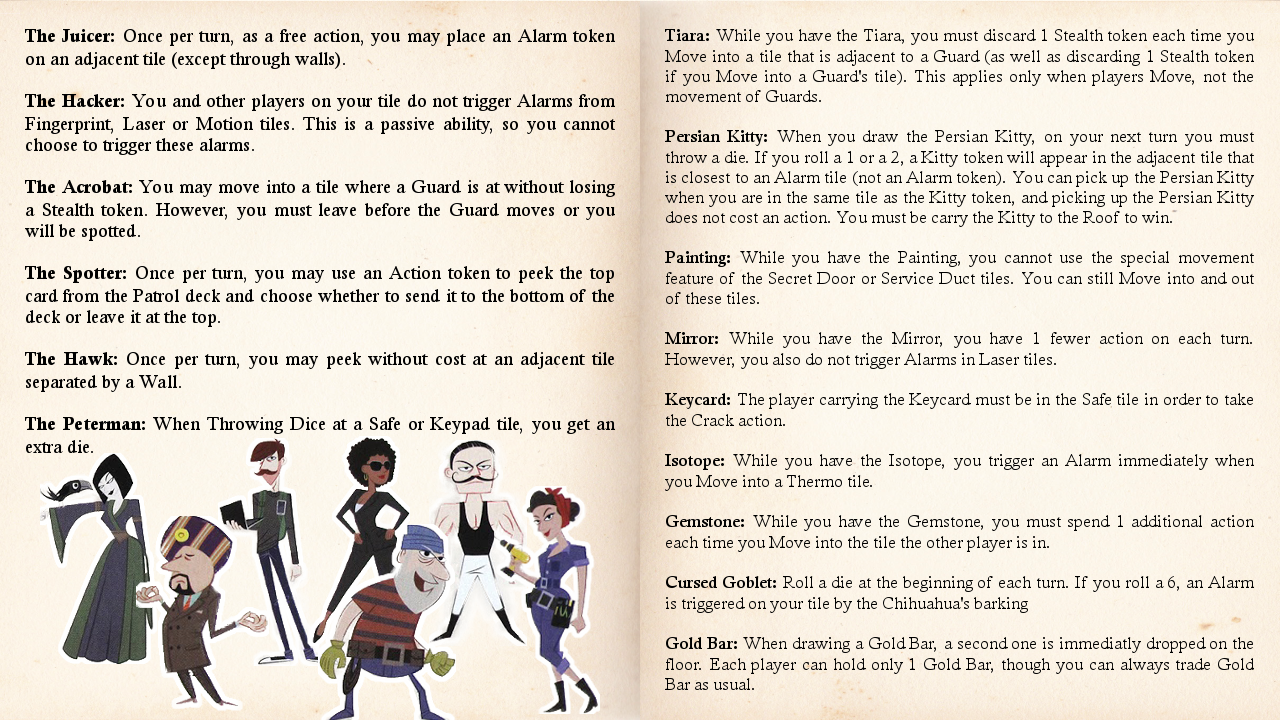 The Juicer: Once per turn, as a free action, you may place an Alarm token
on an adjacent tile (except through walls).
The Hacker: You and other players on your tile do not trigger Alarms from
Fingerprint, Laser or Motion tiles. This is a passive ability, so you cannot
choose to trigger these alarms.
The Acrobat: You may move into a tile where a Guard is at without losing
a Stealth token. However, you must leave before the Guard moves or you
will be spotted.
The Spotter: Once per turn, you may use an Action token to peek the top
card from the Patrol deck and choose whether to send it to the bottom of the
deck or leave it at the top.
The Hawk: Once per turn, you may peek without cost at an adjacent tile
separated by a Wall.
The Peterman: When Throwing Dice at a Safe or Keypad tile, you get an
extra die.
Tiara: While you have the Tiara, you must discard 1 Stealth token each time you
Move into a tile that is adjacent to a Guard (as well as discarding 1 Stealth token
if you Move into a Guard's tile). This applies only when players Move, not the
movement of Guards.
Persian Kitty: When you draw the Persian Kitty, on your next turn you must
throw a die. If you roll a 1 or a 2, a Kitty token will appear in the adjacent tile that
is closest to an Alarm tile (not an Alarm token). You can pick up the Persian Kitty
when you are in the same tile as the Kitty token, and picking up the Persian Kitty
does not cost an action. You must be carry the Kitty to the Roof to win.
Painting: While you have the Painting, you cannot use the special movement
feature of the Secret Door or Service Duct tiles. You can still Move into and out
of these tiles.
Mirror: While you have the Mirror, you have 1 fewer action on each turn.
However, you also do not trigger Alarms in Laser tiles.
Keycard: The player carrying the Keycard must be in the Safe tile in order to take
the Crack action.
Isotope: While you have the Isotope, you trigger an Alarm immediately when
you Move into a Thermo tile.
Gemstone: While you have the Gemstone, you must spend 1 additional action
each time you Move into the tile the other player is in.
Cursed Goblet: Roll a die at the beginning of each turn. If you roll a 6, an Alarm
is triggered on your tile by the Chihuahua's barking
Gold Bar: When drawing a Gold Bar, a second one is immediatly dropped on the
floor. Each player can hold only 1 Gold Bar, though you can always trade Gold
Bar as usual.